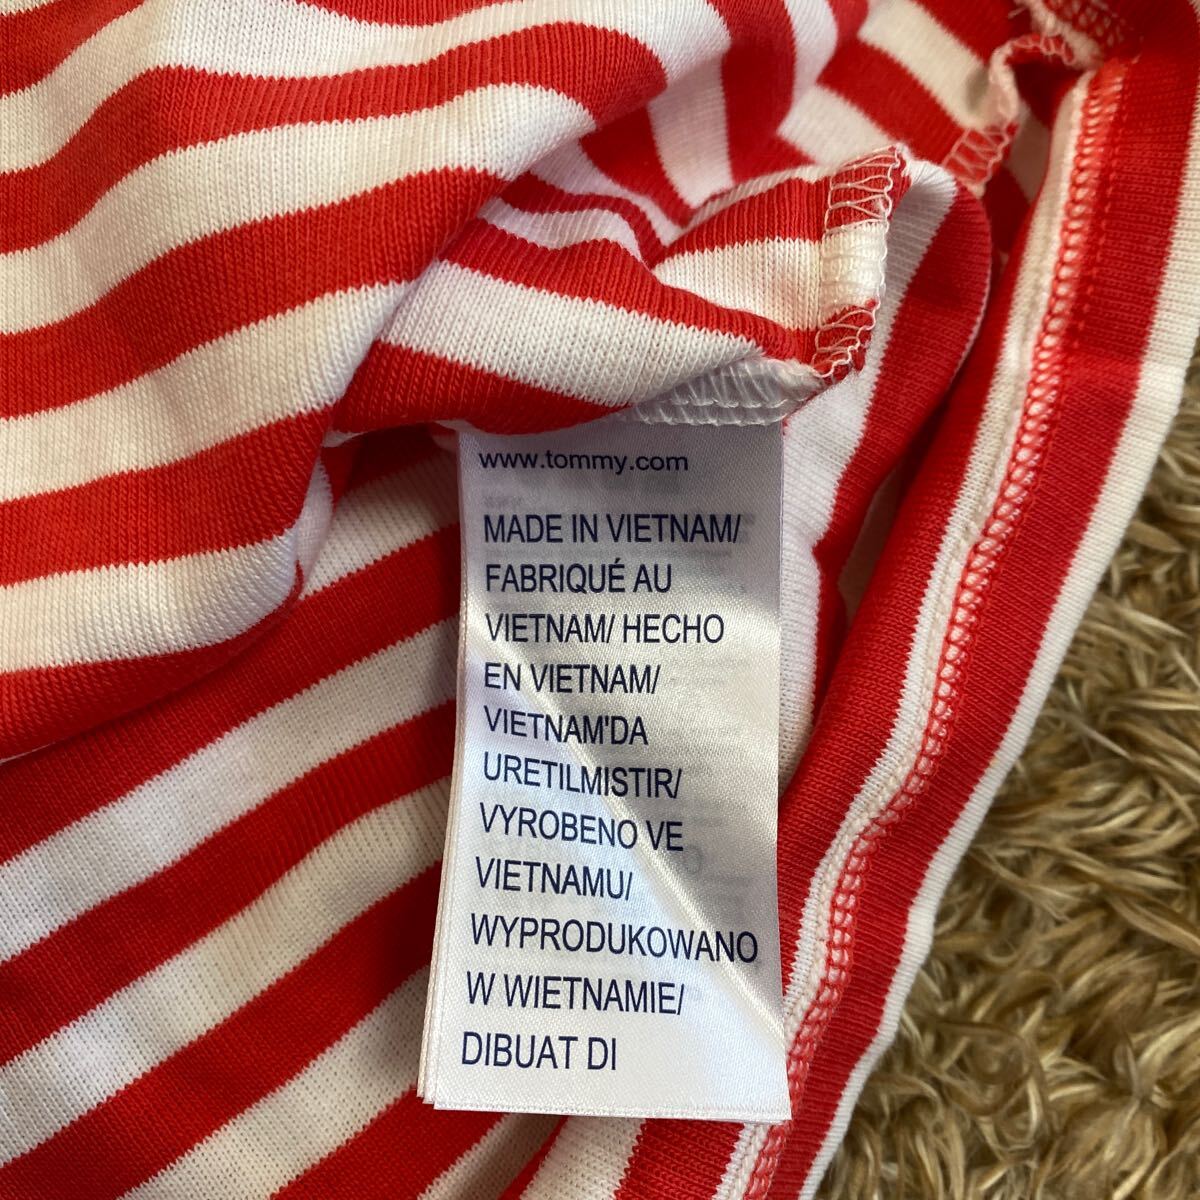 www.tommy.com
MADE IN VIETNAM/
FABRIQUÉ AU
VIETNAM/ HECHO
EN VIETNAM/
VIETNAM'DA
URETILMISTIR/
VYROBENO VE
VIETNAMU/
WYPRODUKOWANO
W WIETNAMIE/
DIBUAT DI